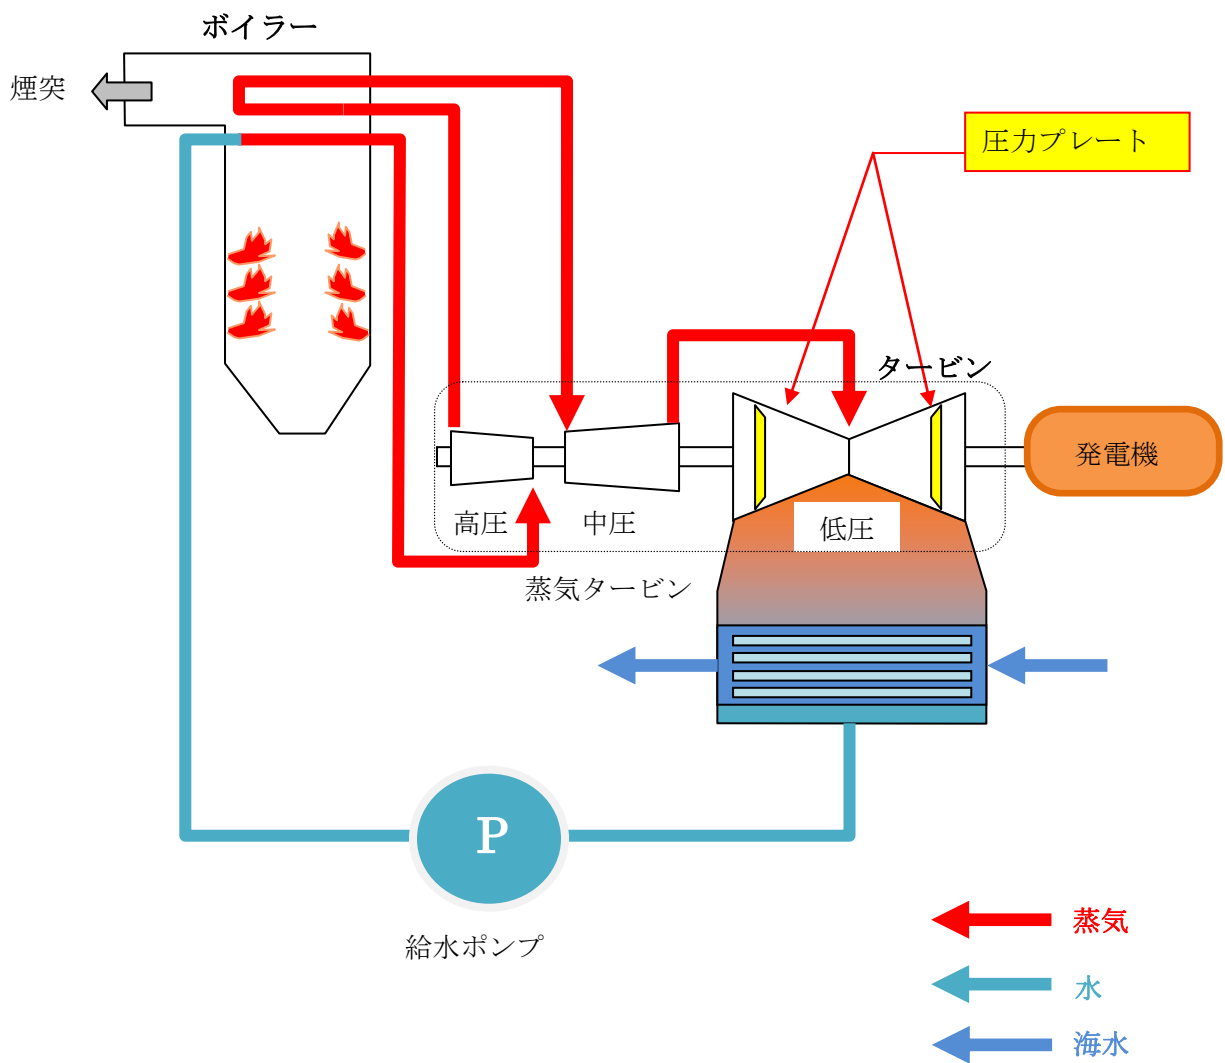 ボイラー
煙突
圧力プレート
タービン
発電機
高圧
中圧
低圧
蒸気タービン
P
給水ポンプ
蒸気
水
海水